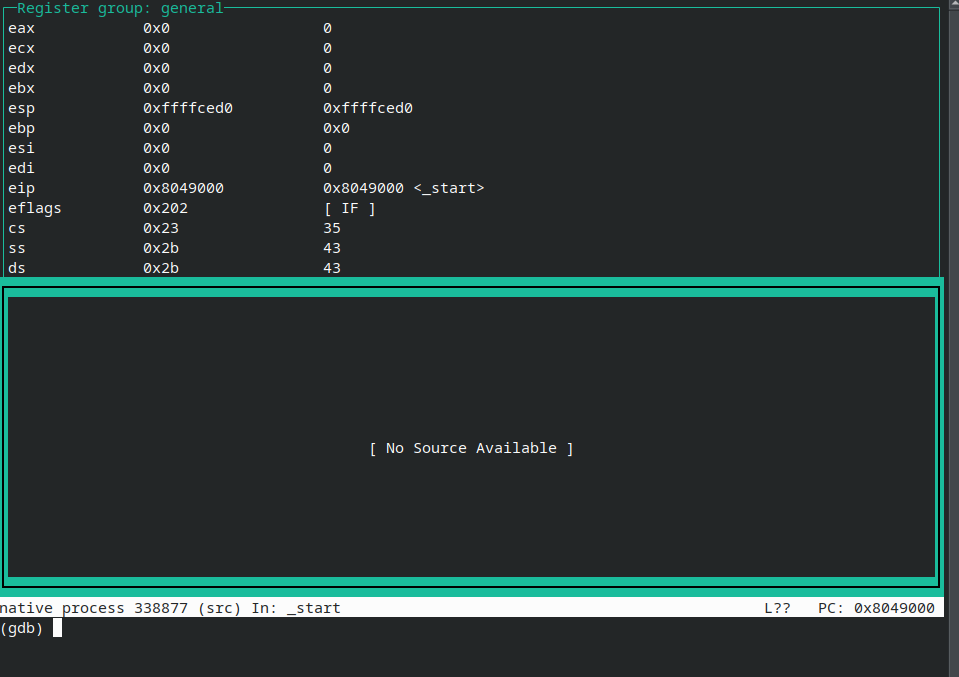 Register group: general
eax 0x0 0
ecx 0x0 0
edx 0x0 0
ebx 0x0 0
esp 0xffffced0 0xffffced0
ebp 0x0 0x0
esi 0x0 0
edi 0x0 0
eip 0x8049000 0x8049000 <_start>
eflags 0x202 [ IF ]
cs 0x23 35
ss 0x2b 43
ds 0x2b 43
[ No Source Available ]
native process 338877 (src) In: _start L?? PC: 0x8049000
(gdb)